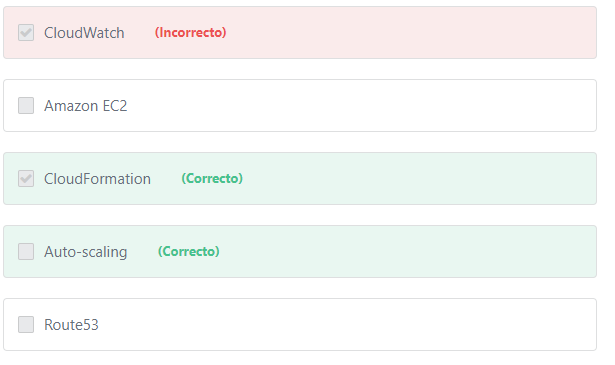 CloudWatch (Incorrecto)
Amazon EC2
CloudFormation (Correcto)
Auto-scaling (Correcto)
Route53